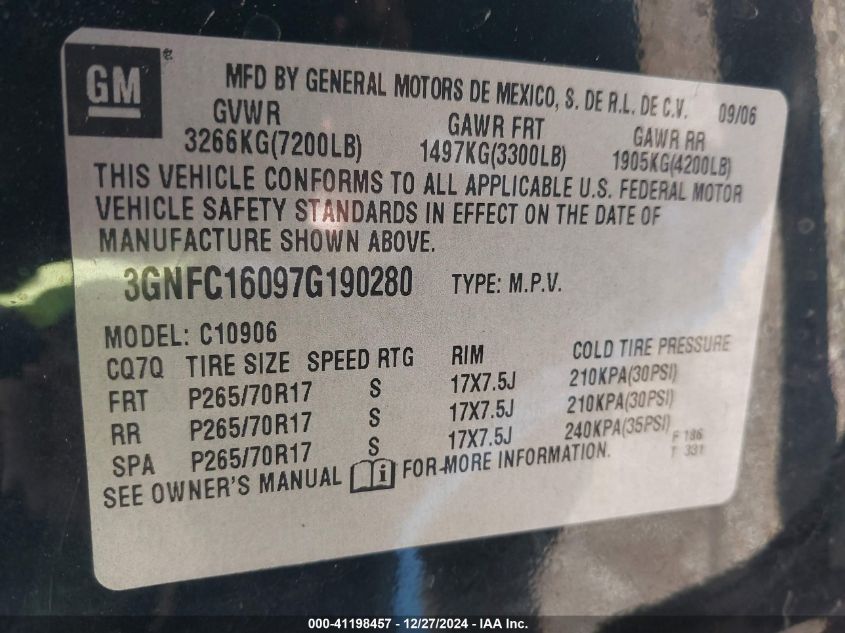 GM®
MFD BY GENERAL MOTORS DE MEXICO, S. DE R.L. DE C.V. 09/06
GVWR GAWR FRT GAWR RR
3266KG(7200LB) 1497KG(3300LB) 1905KG(4200LB)
THIS VEHICLE CONFORMS TO ALL APPLICABLE U.S. FEDERAL MOTOR
VEHICLE SAFETY STANDARDS IN EFFECT ON THE DATE OF
MANUFACTURE SHOWN ABOVE.
3GNFC16097G190280 TYPE: M.P.V.
MODEL: C10906
CQ7Q TIRE SIZE SPEED RTG RIM COLD TIRE PRESSURE
FRT P265/70R17 S 17X7.5J 210KPA(30PSI)
RR P265/70R17 S 17X7.5J 210KPA(30PSI)
SPA P265/70R17 S 17X7.5J 240KPA(35PSI)
F 186
T 331
SEE OWNER'S MANUAL i FOR MORE INFORMATION.
000-41198457 – 12/27/2024 – IAA Inc.